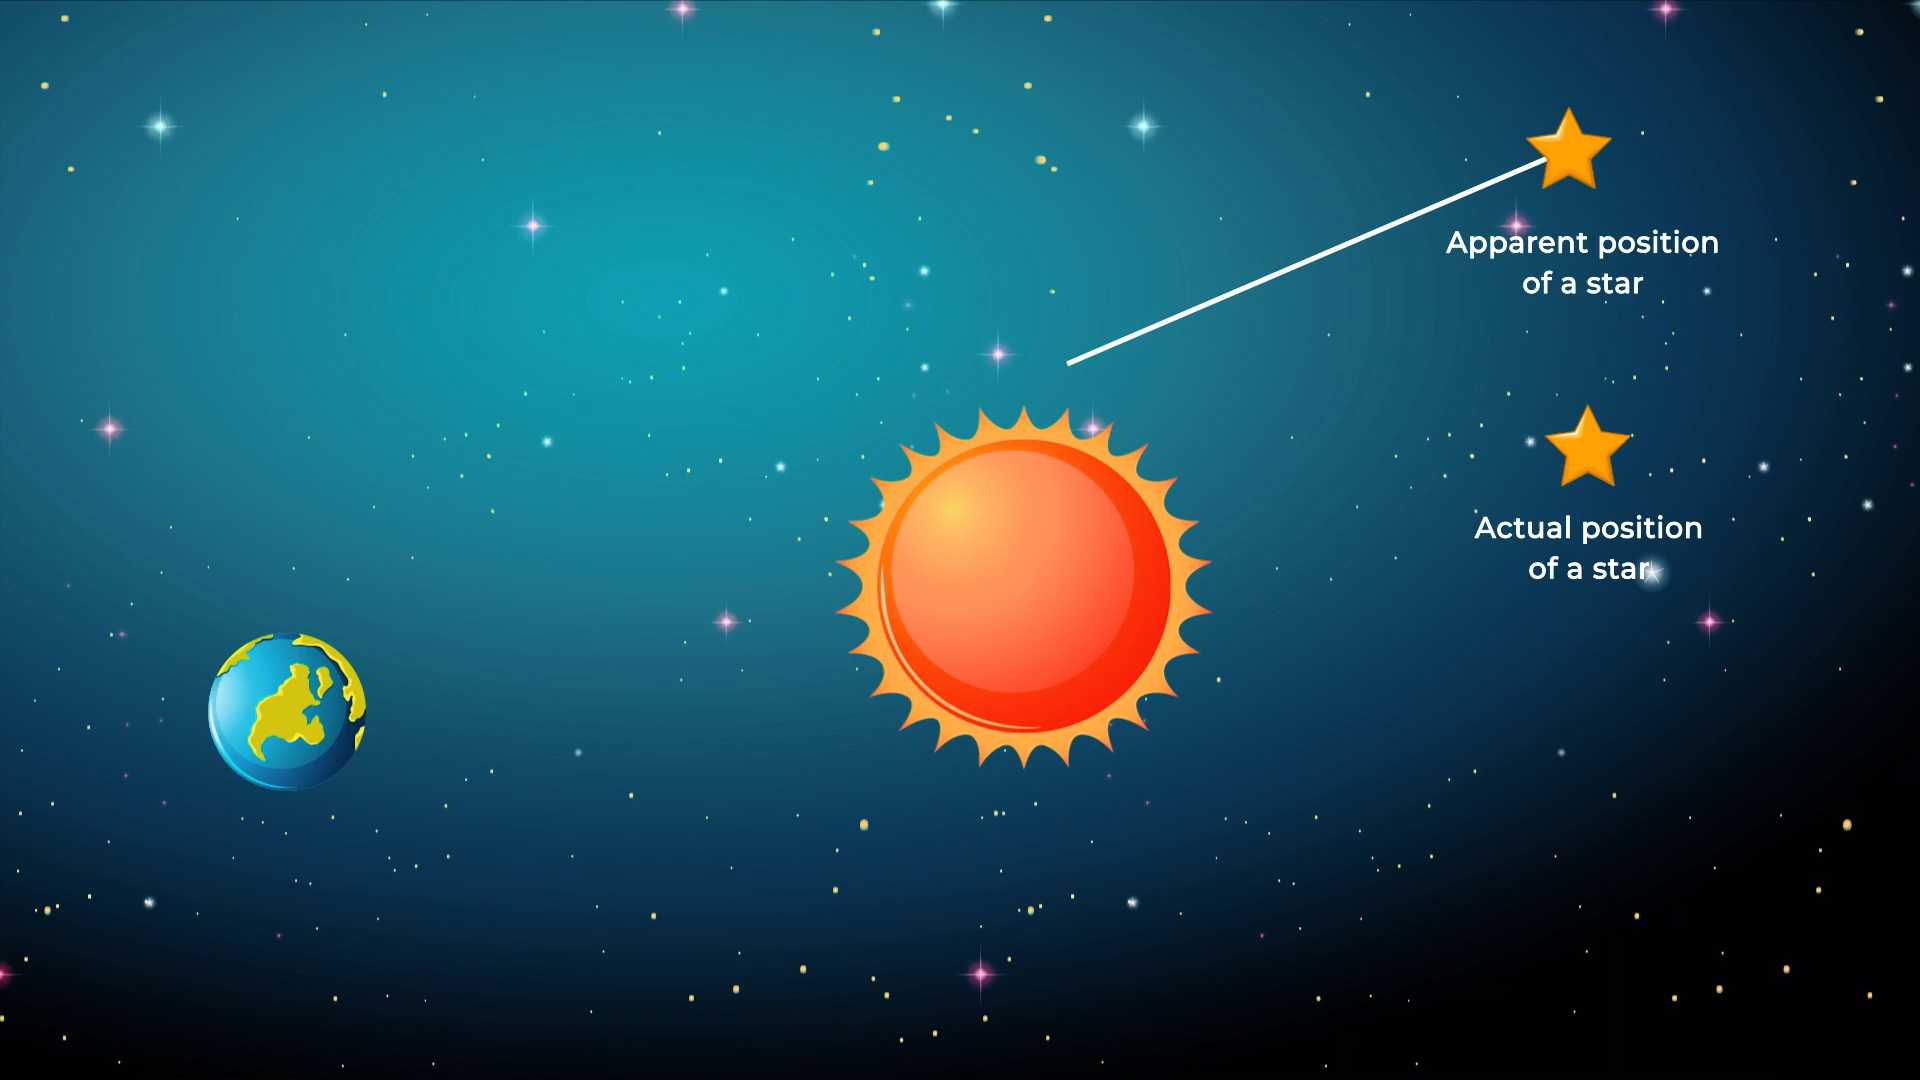 Apparent position
of a star
Actual position
of a star